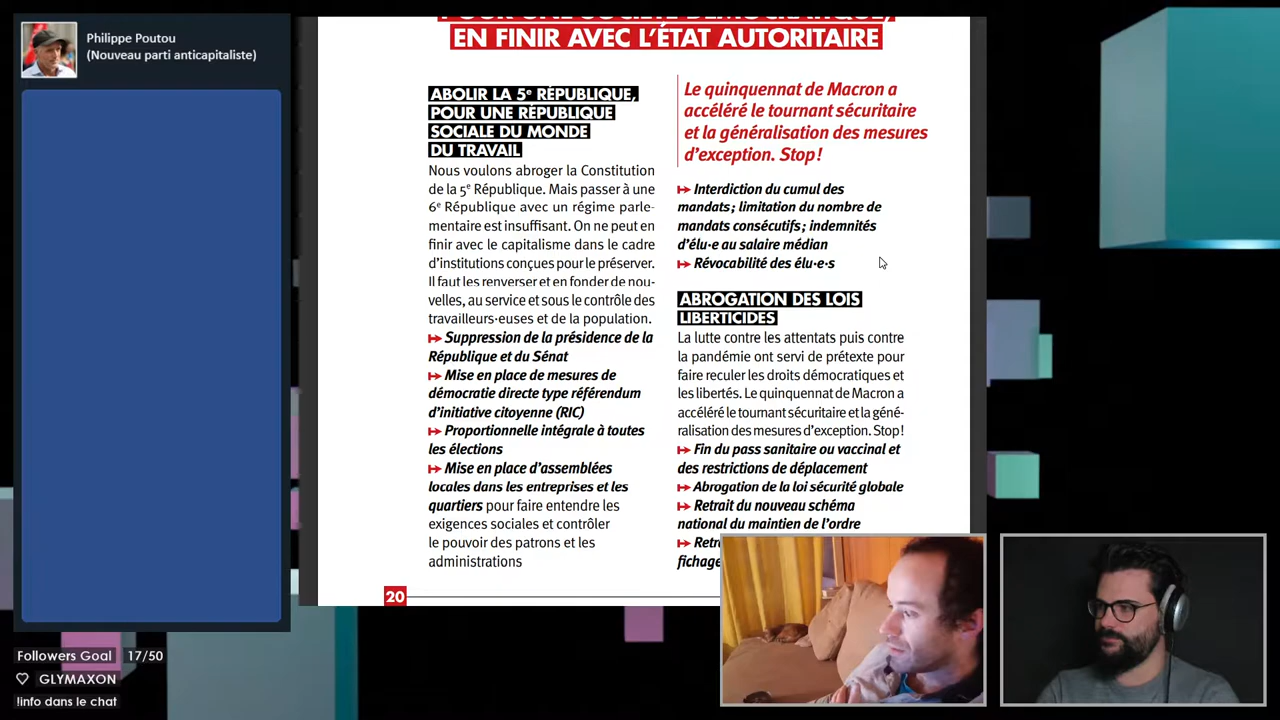 Philippe Poutou
(Nouveau parti anticapitaliste)
POUR UNE SOCIÉTÉ DÉMOCRATIQUE,
EN FINIR AVEC L'ÉTAT AUTORITAIRE
ABOLIR LA 5e RÉPUBLIQUE,
POUR UNE RÉPUBLIQUE
SOCIALE DU MONDE
DU TRAVAIL
Nous voulons abroger la Constitution
de la 5e République. Mais passer à une
6e République avec un régime parle-
mentaire est insuffisant. On ne peut en
finir avec le capitalisme dans le cadre
d'institutions conçues pour le préserver.
Il faut les renverser et en fonder de nou-
velles, au service et sous le contrôle des
travailleurs·euses et de la population.
Suppression de la présidence de la
République et du Sénat
Mise en place de mesures de
démocratie directe type référendum
d'initiative citoyenne (RIC)
Proportionnelle intégrale à toutes
les élections
Mise en place d'assemblées
locales dans les entreprises et les
quartiers pour faire entendre les
exigences sociales et contrôler
le pouvoir des patrons et les
administrations
20
Le quinquennat de Macron a
accéléré le tournant sécuritaire
et la généralisation des mesures
d'exception. Stop !
Interdiction du cumul des
mandats ; limitation du nombre de
mandats consécutifs ; indemnités
d'élu·e au salaire médian
Révocabilité des élu·e·s
ABROGATION DES LOIS
LIBERTICIDES
La lutte contre les attentats puis contre
la pandémie ont servi de prétexte pour
faire reculer les droits démocratiques et
les libertés. Le quinquennat de Macron a
accéléré le tournant sécuritaire et la géné-
ralisation des mesures d'exception. Stop !
Fin du pass sanitaire ou vaccinal et
des restrictions de déplacement
Abrogation de la loi sécurité globale
Retrait du nouveau schéma
national du maintien de l'ordre
fichage
Followers Goal 17/50
GLYMAXON
!info dans le chat